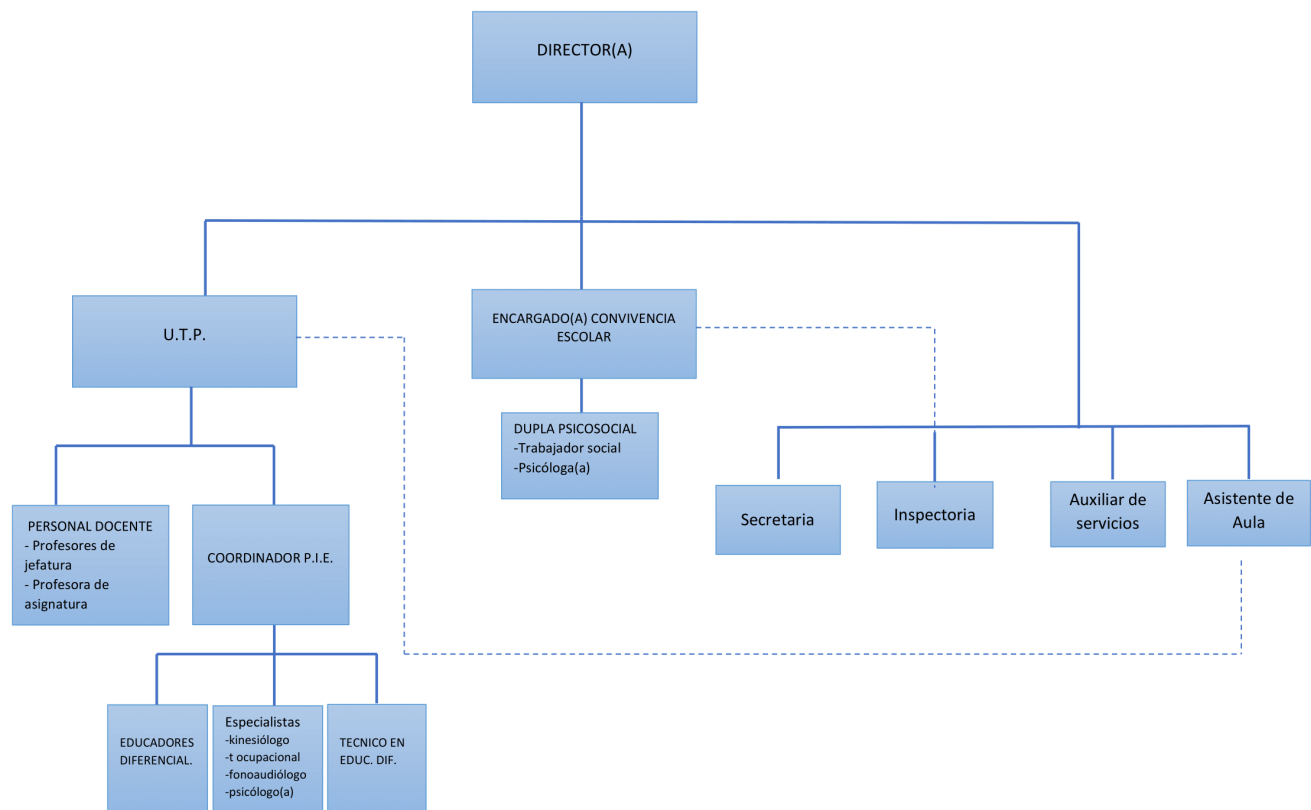 DIRECTOR(A)
U.T.P.
ENCARGADO(A) CONVIVENCIA
ESCOLAR
DUPLA PSICOSOCIAL
-Trabajador social
-Psicóloga(a)
Secretaria
Inspectoria
Auxiliar de
servicios
Asistente de
Aula
PERSONAL DOCENTE
- Profesores de
jefatura
- Profesora de
asignatura
COORDINADOR P.I.E.
EDUCADORES
DIFERENCIAL.
Especialistas
-kinesiólogo
-t ocupacional
-fonoaudiólogo
-psicólogo(a)
TECNICO EN
EDUC. DIF.